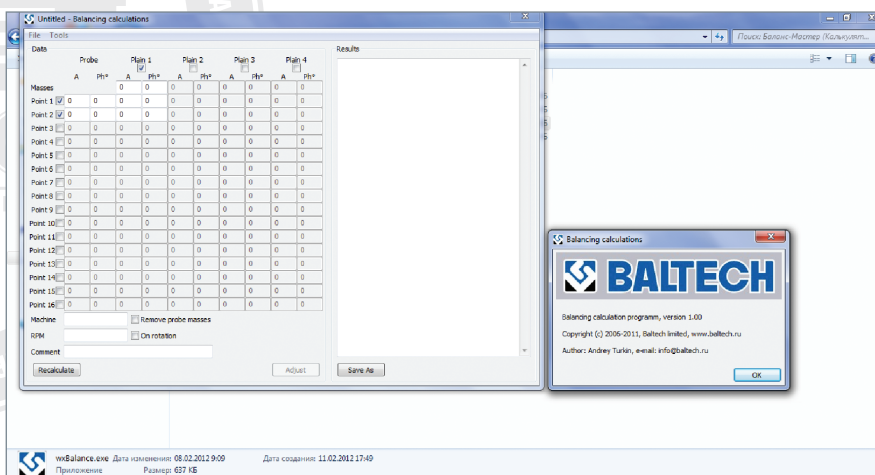 Untitled - Balancing calculations
File Tools
Поиск: Баланс-Мастер (Калькулят...
Data
Results
Probe Plain 1 Plain 2 Plain 3 Plain 4
A Ph° A Ph° A Ph° A Ph° A Ph°
Masses 0 0 0 0 0 0 0 0
Point 1 0 0 0 0 0 0 0 0 0 0
Point 2 0 0 0 0 0 0 0 0 0 0
Point 3 0 0 0 0 0 0 0 0 0 0
Point 4 0 0 0 0 0 0 0 0 0 0
Point 5 0 0 0 0 0 0 0 0 0 0
Point 6 0 0 0 0 0 0 0 0 0 0
Point 7 0 0 0 0 0 0 0 0 0 0
Point 8 0 0 0 0 0 0 0 0 0 0
Point 9 0 0 0 0 0 0 0 0 0 0
Point 10 0 0 0 0 0 0 0 0 0 0
Point 11 0 0 0 0 0 0 0 0 0 0
Point 12 0 0 0 0 0 0 0 0 0 0
Point 13 0 0 0 0 0 0 0 0 0 0
Point 14 0 0 0 0 0 0 0 0 0 0
Point 15 0 0 0 0 0 0 0 0 0 0
Point 16 0 0 0 0 0 0 0 0 0 0
Machine Remove probe masses
RPM On rotation
Comment
Recalculate Adjust Save As
Balancing calculations
BALTECH
Balancing calculation programm, version 1.00
Copyright (c) 2005-2011, Baltech limited, www.baltech.ru
Author: Andrey Turkin, e-mail: info@baltech.ru
OK
wxBalance.exe Дата изменения: 08.02.2012 9:09 Дата создания: 11.02.2012 17:49
Приложение Размер: 637 КБ